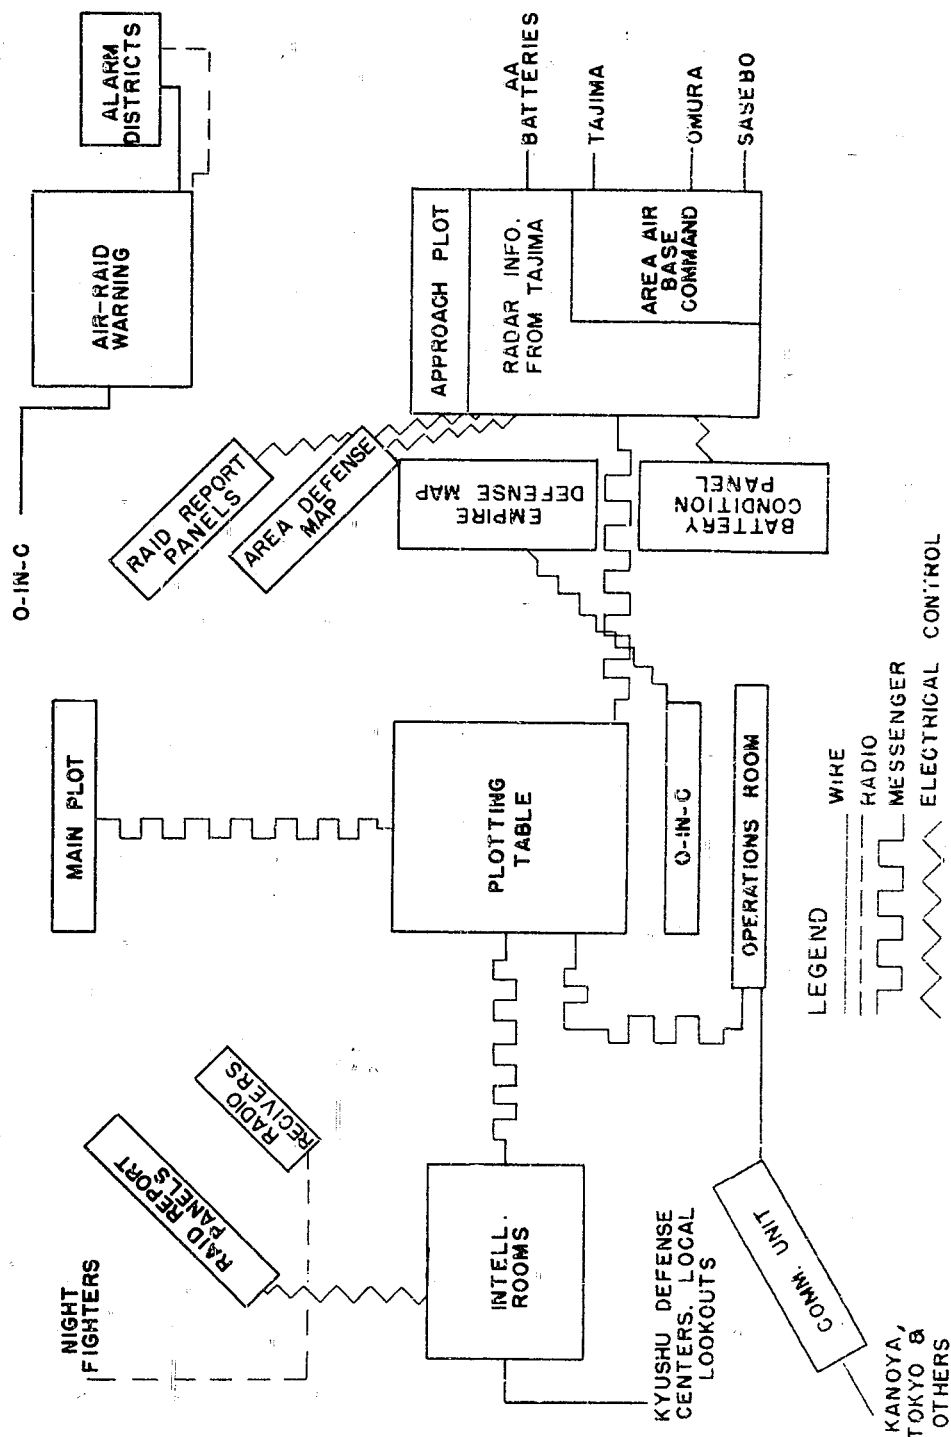 O-IN-C
AIR-RAID
WARNING
ALARM
DISTRICTS
MAIN PLOT
RAID REPORT
PANELS
AREA DEFENSE
MAP
EMPIRE
DEFENSE MAP
APPROACH PLOT
RADAR INFO.
FROM TAJIMA
AREA AIR
BASE
COMMAND
AA
BATTERIES
TAJIMA
OMURA
SASEBO
BATTERY
CONDITION
PANEL
PLOTTING
TABLE
O-IN-C
OPERATIONS ROOM
NIGHT
FIGHTERS
RAID REPORT
PANELS
RADIO
RECIVERS
INTELL.
ROOMS
KYUSHU DEFENSE
CENTERS. LOCAL
LOOKOUTS
COMM. UNIT
KANOYA,
TOKYO &
OTHERS
LEGEND
WIRE
RADIO
MESSENGER
ELECTRICAL CONTROL